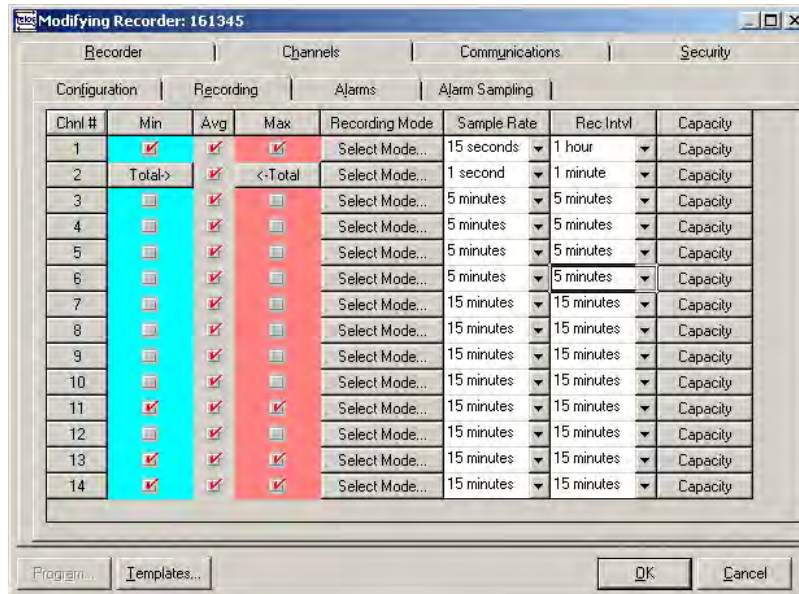 telog Modifying Recorder: 161345
Recorder Channels Communications Security
Configuration Recording Alarms Alarm Sampling
Chnl # Min Avg Max Recording Mode Sample Rate Rec Intvl Capacity
1 Select Mode... 15 seconds 1 hour Capacity
2 Total-> <-Total Select Mode... 1 second 1 minute Capacity
3 Select Mode... 5 minutes 5 minutes Capacity
4 Select Mode... 5 minutes 5 minutes Capacity
5 Select Mode... 5 minutes 5 minutes Capacity
6 Select Mode... 5 minutes 5 minutes Capacity
7 Select Mode... 15 minutes 15 minutes Capacity
8 Select Mode... 15 minutes 15 minutes Capacity
9 Select Mode... 15 minutes 15 minutes Capacity
10 Select Mode... 15 minutes 15 minutes Capacity
11 Select Mode... 15 minutes 15 minutes Capacity
12 Select Mode... 15 minutes 15 minutes Capacity
13 Select Mode... 15 minutes 15 minutes Capacity
14 Select Mode... 15 minutes 15 minutes Capacity
Program... Templates... OK Cancel